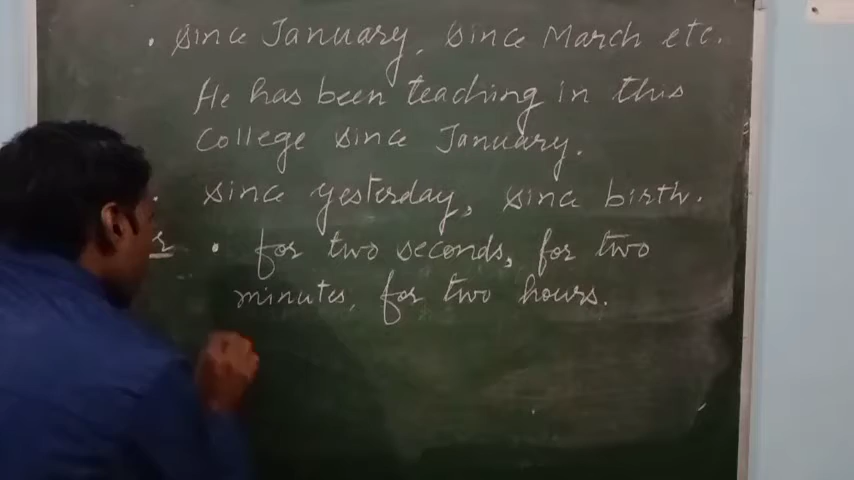 . since January, since March etc.
He has been teaching in this
College since January.
. since yesterday, since birth.
. for two seconds, for two
minutes, for two hours.